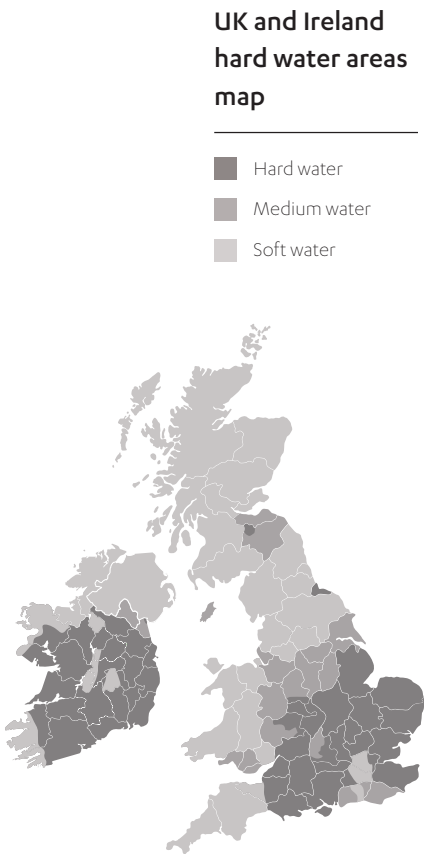 UK and Ireland
hard water areas
map
Hard water
Medium water
Soft water